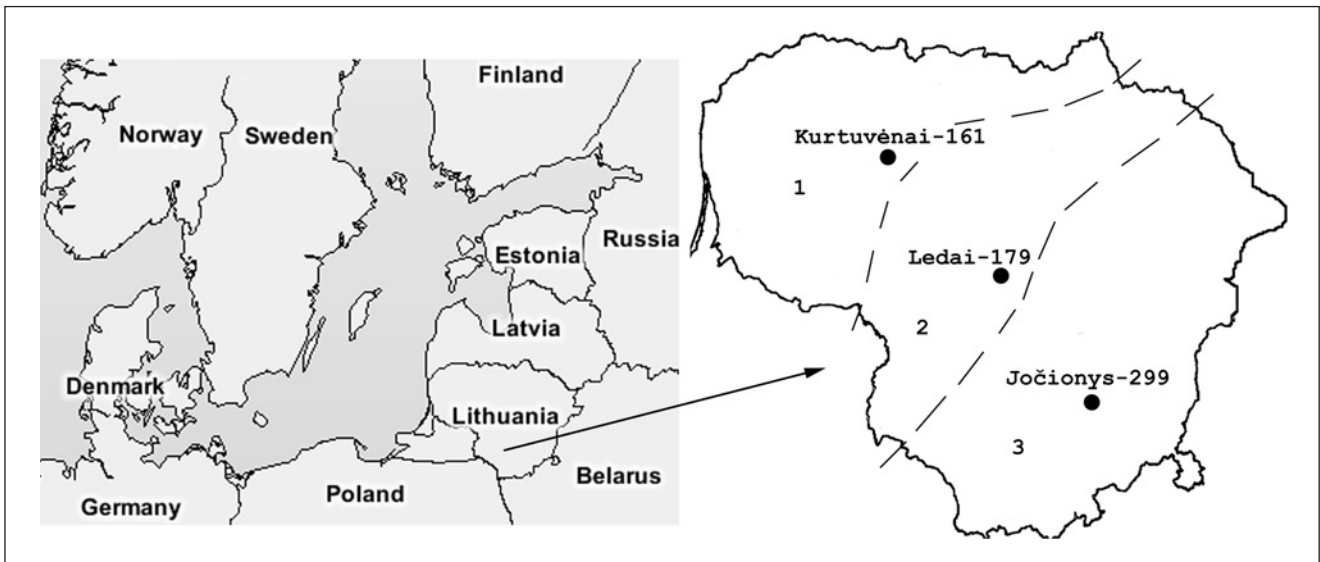 Finland
Norway
Sweden
Estonia
Russia
Latvia
Denmark
Lithuania
Belarus
Poland
Germany
Kurtuvėnai-161
1
Ledai-179
2
Jočionys-299
3